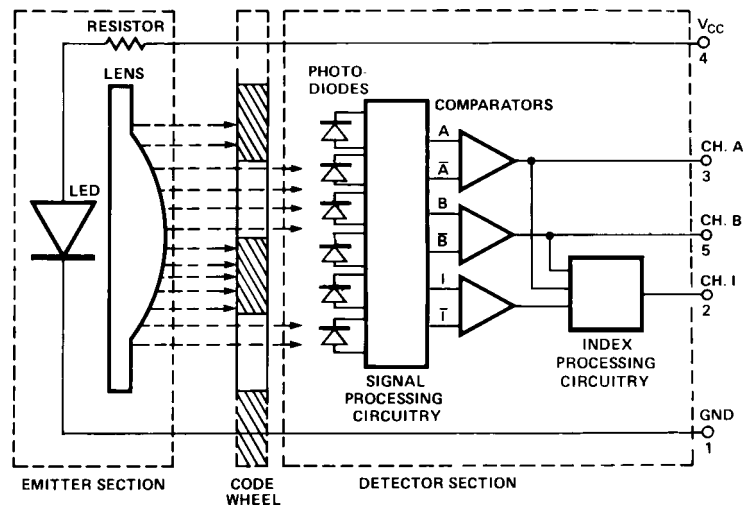 RESISTOR
LENS
LED
EMITTER SECTION
CODE
WHEEL
PHOTO-
DIODES
COMPARATORS
A
A̅
B
B̅
I
I̅
SIGNAL
PROCESSING
CIRCUITRY
INDEX
PROCESSING
CIRCUITRY
DETECTOR SECTION
VCC
4
CH. A
3
CH. B
5
CH. I
2
GND
1